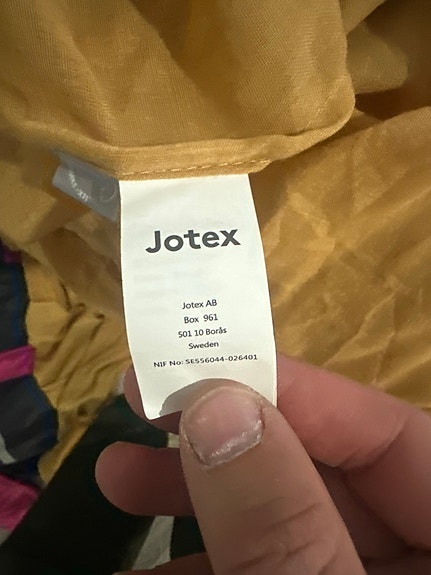 Jotex
Jotex AB
Box 961
501 10 Borås
Sweden
NIF No: SE556044-026401